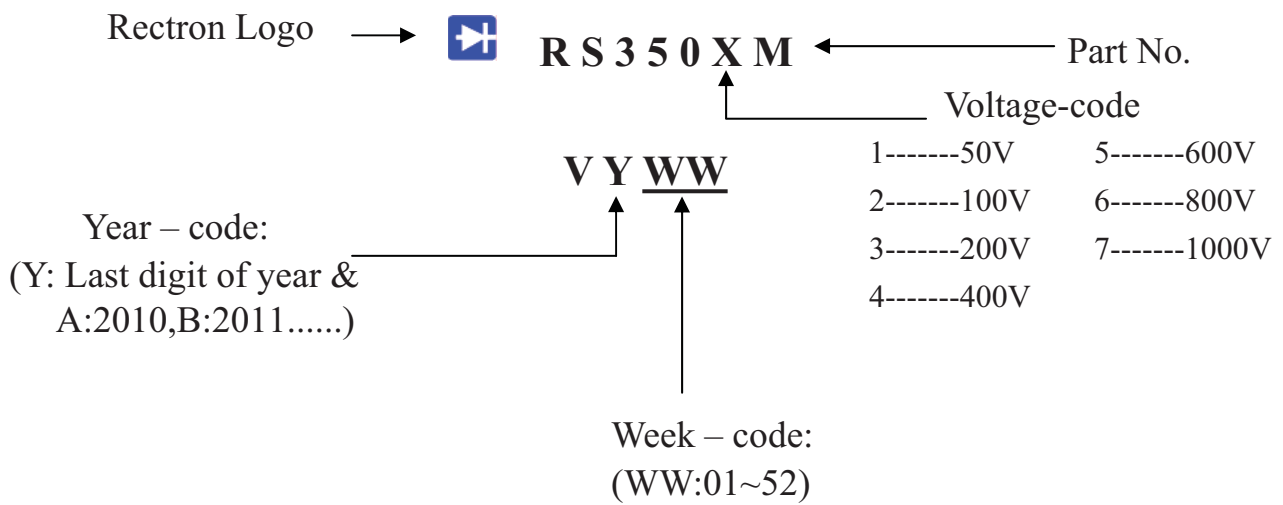 Rectron Logo
R S 3 5 0 X M
Part No.
Voltage-code
1-------50V 5-------600V
2-------100V 6-------800V
3-------200V 7-------1000V
4-------400V
V Y WW
Year – code:
(Y: Last digit of year &
A:2010,B:2011......)
Week – code:
(WW:01~52)